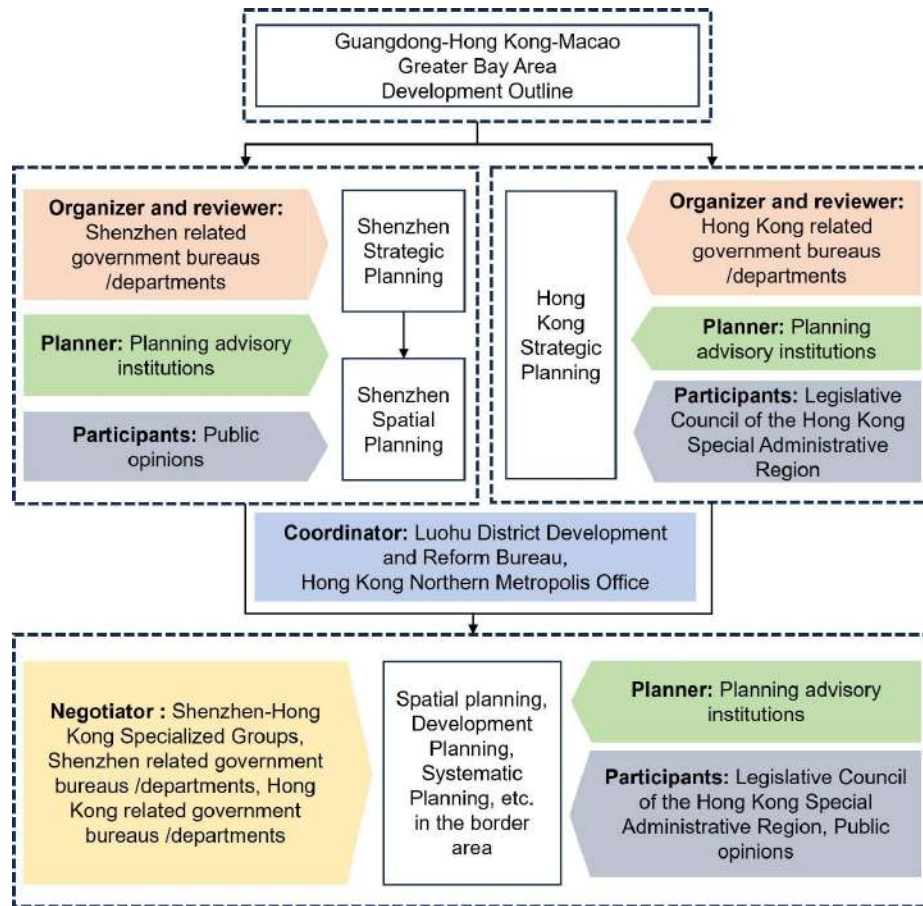 Guangdong-Hong Kong-Macao
Greater Bay Area
Development Outline
Organizer and reviewer:
Shenzhen related
government bureaus
/departments
Planner: Planning advisory
institutions
Participants: Public
opinions
Shenzhen
Strategic
Planning
Shenzhen
Spatial
Planning
Hong
Kong
Strategic
Planning
Organizer and reviewer:
Hong Kong related
government bureaus
/departments
Planner: Planning
advisory institutions
Participants: Legislative
Council of the Hong Kong
Special Administrative
Region
Coordinator: Luohu District Development
and Reform Bureau,
Hong Kong Northern Metropolis Office
Negotiator : Shenzhen-Hong
Kong Specialized Groups,
Shenzhen related government
bureaus /departments, Hong
Kong related government
bureaus /departments
Spatial planning,
Development
Planning,
Systematic
Planning, etc.
in the border
area
Planner: Planning advisory
institutions
Participants: Legislative Council
of the Hong Kong Special
Administrative Region, Public
opinions